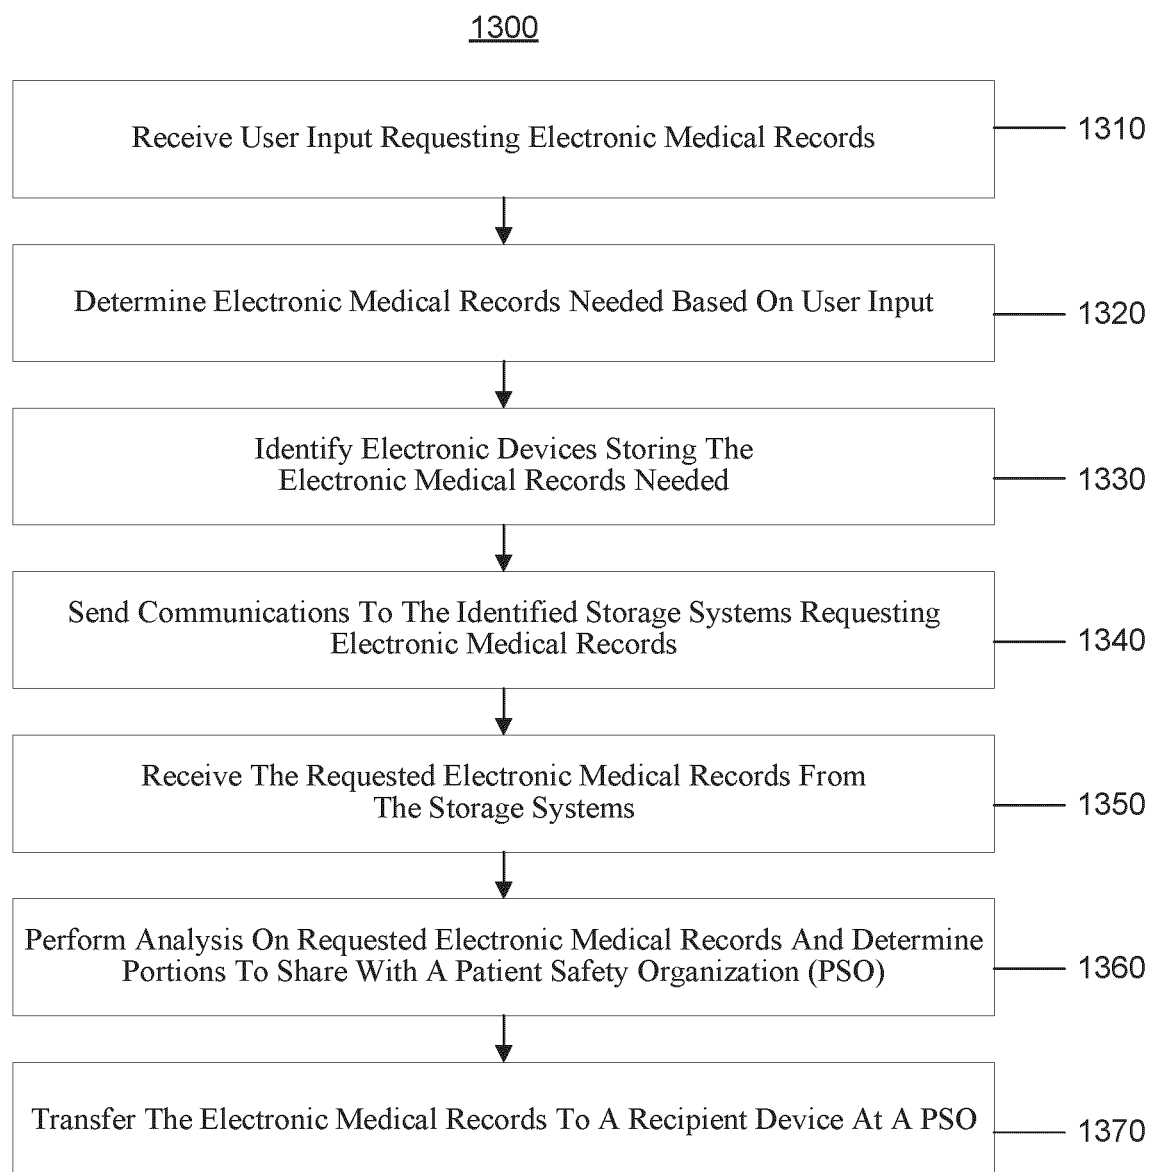 1300
Receive User Input Requesting Electronic Medical Records
1310
Determine Electronic Medical Records Needed Based On User Input
1320
Identify Electronic Devices Storing The
Electronic Medical Records Needed
1330
Send Communications To The Identified Storage Systems Requesting
Electronic Medical Records
1340
Receive The Requested Electronic Medical Records From
The Storage Systems
1350
Perform Analysis On Requested Electronic Medical Records And Determine
Portions To Share With A Patient Safety Organization (PSO)
1360
Transfer The Electronic Medical Records To A Recipient Device At A PSO
1370